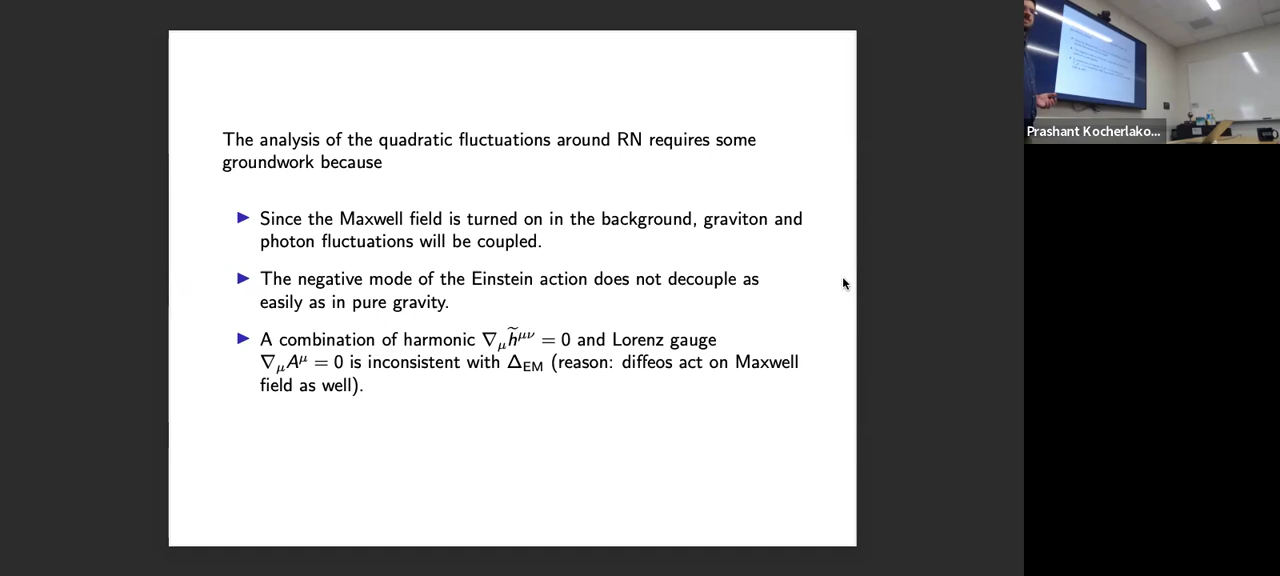 The analysis of the quadratic fluctuations around RN requires some
groundwork because
▶ Since the Maxwell field is turned on in the background, graviton and
photon fluctuations will be coupled.
▶ The negative mode of the Einstein action does not decouple as
easily as in pure gravity.
▶ A combination of harmonic ∇_μ h̃^{μν} = 0 and Lorenz gauge
∇_μ A^μ = 0 is inconsistent with Δ_EM (reason: diffeos act on Maxwell
field as well).
Prashant Kocherlako...